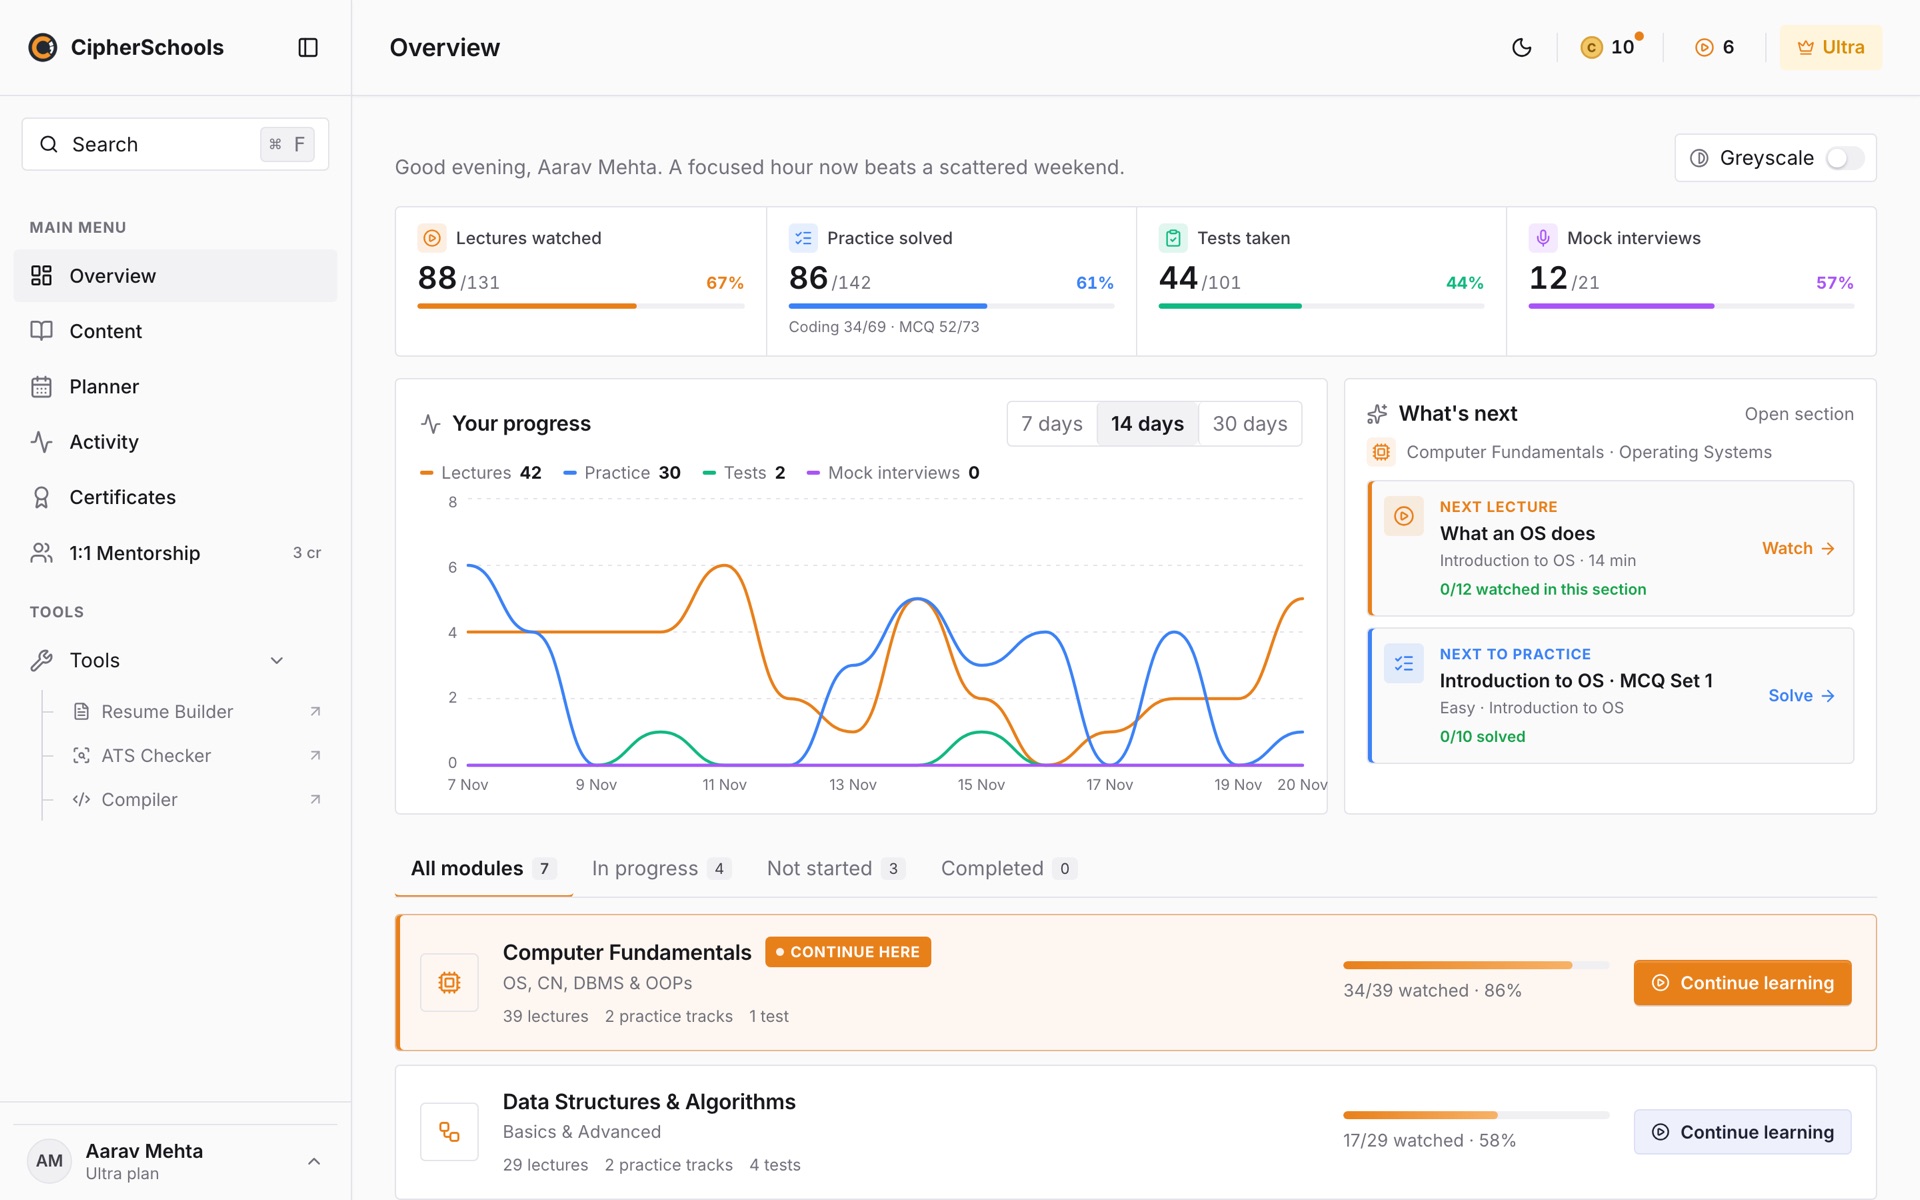 CipherSchools
Overview
10
6
Ultra
Search
⌘ F
MAIN MENU
Overview
Content
Planner
Activity
Certificates
1:1 Mentorship 3 cr
TOOLS
Tools
Resume Builder
ATS Checker
Compiler
AM
Aarav Mehta
Ultra plan
Good evening, Aarav Mehta. A focused hour now beats a scattered weekend.
Greyscale
Lectures watched
88/131 67%
Practice solved
86/142 61%
Coding 34/69 · MCQ 52/73
Tests taken
44/101 44%
Mock interviews
12/21 57%
Your progress
7 days 14 days 30 days
Lectures 42 Practice 30 Tests 2 Mock interviews 0
8
6
4
2
0
7 Nov 9 Nov 11 Nov 13 Nov 15 Nov 17 Nov 19 Nov 20 Nov
What's next
Open section
Computer Fundamentals · Operating Systems
NEXT LECTURE
What an OS does
Introduction to OS · 14 min
0/12 watched in this section
Watch →
NEXT TO PRACTICE
Introduction to OS · MCQ Set 1
Easy · Introduction to OS
0/10 solved
Solve →
All modules 7 In progress 4 Not started 3 Completed 0
Computer Fundamentals
CONTINUE HERE
OS, CN, DBMS & OOPs
39 lectures 2 practice tracks 1 test
34/39 watched · 86%
Continue learning
Data Structures & Algorithms
Basics & Advanced
29 lectures 2 practice tracks 4 tests
17/29 watched · 58%
Continue learning